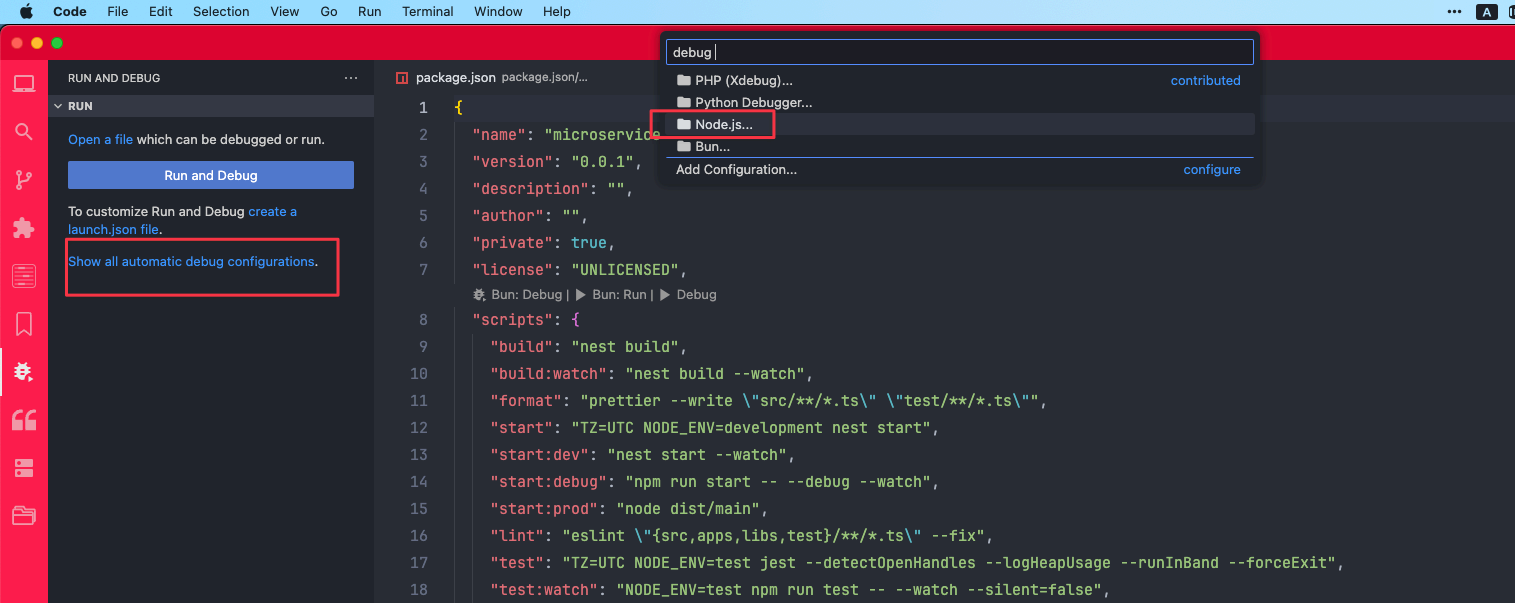 Code File Edit Selection View Go Run Terminal Window Help ••• A
debug
PHP (Xdebug)... contributed
Python Debugger...
Node.js...
Bun...
Add Configuration... configure
RUN AND DEBUG ...
RUN
Open a file which can be debugged or run.
Run and Debug
To customize Run and Debug create a
launch.json file.
Show all automatic debug configurations.
package.json package.json/...
1 {
2 "name": "microservice
3 "version": "0.0.1",
4 "description": "",
5 "author": "",
6 "private": true,
7 "license": "UNLICENSED",
Bun: Debug | Bun: Run | Debug
8 "scripts": {
9 "build": "nest build",
10 "build:watch": "nest build --watch",
11 "format": "prettier --write \"src/**/*.ts\" \"test/**/*.ts\"",
12 "start": "TZ=UTC NODE_ENV=development nest start",
13 "start:dev": "nest start --watch",
14 "start:debug": "npm run start -- --debug --watch",
15 "start:prod": "node dist/main",
16 "lint": "eslint \"{src,apps,libs,test}/**/*.ts\" --fix",
17 "test": "TZ=UTC NODE_ENV=test jest --detectOpenHandles --logHeapUsage --runInBand --forceExit",
18 "test:watch": "NODE_ENV=test npm run test -- --watch --silent=false",